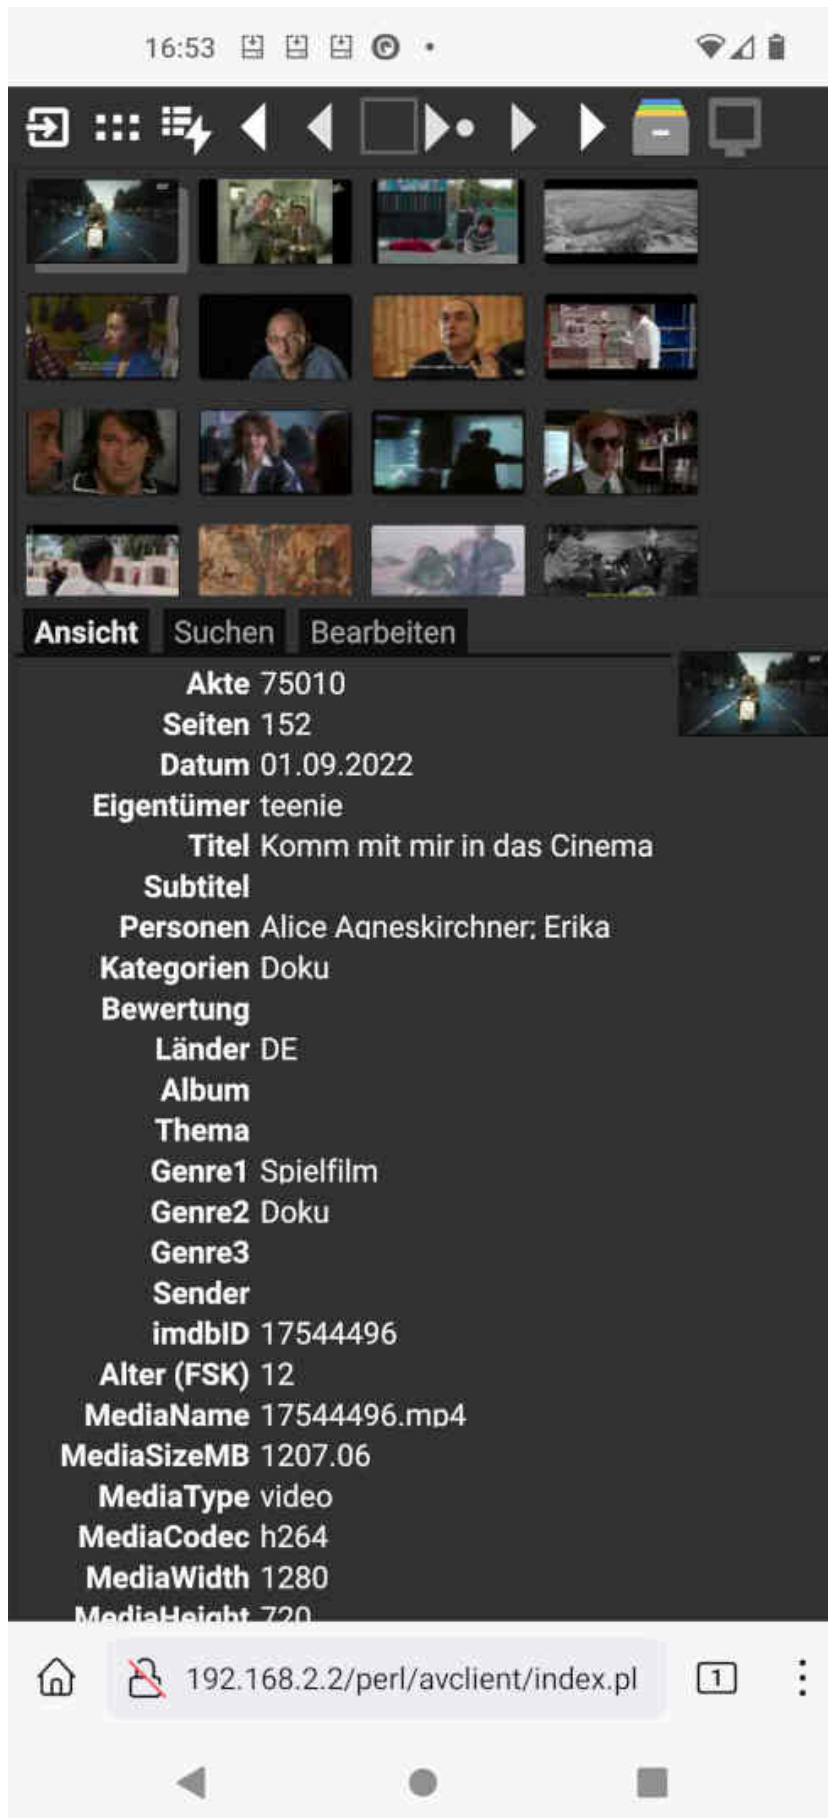 16:53
Ansicht Suchen Bearbeiten
Akte 75010
Seiten 152
Datum 01.09.2022
Eigentümer teenie
Titel Komm mit mir in das Cinema
Subtitel
Personen Alice Agneskirchner; Erika
Kategorien Doku
Bewertung
Länder DE
Album
Thema
Genre1 Spielfilm
Genre2 Doku
Genre3
Sender
imdbID 17544496
Alter (FSK) 12
MediaName 17544496.mp4
MediaSizeMB 1207.06
MediaType video
MediaCodec h264
MediaWidth 1280
MediaHeight 720
192.168.2.2/perl/avclient/index.pl 1